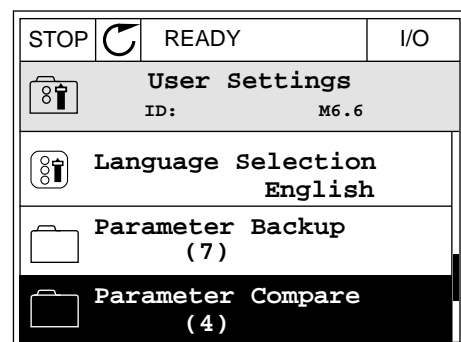 STOP READY I/O
User Settings
ID: M6.6
Language Selection
English
Parameter Backup
(7)
Parameter Compare
(4)